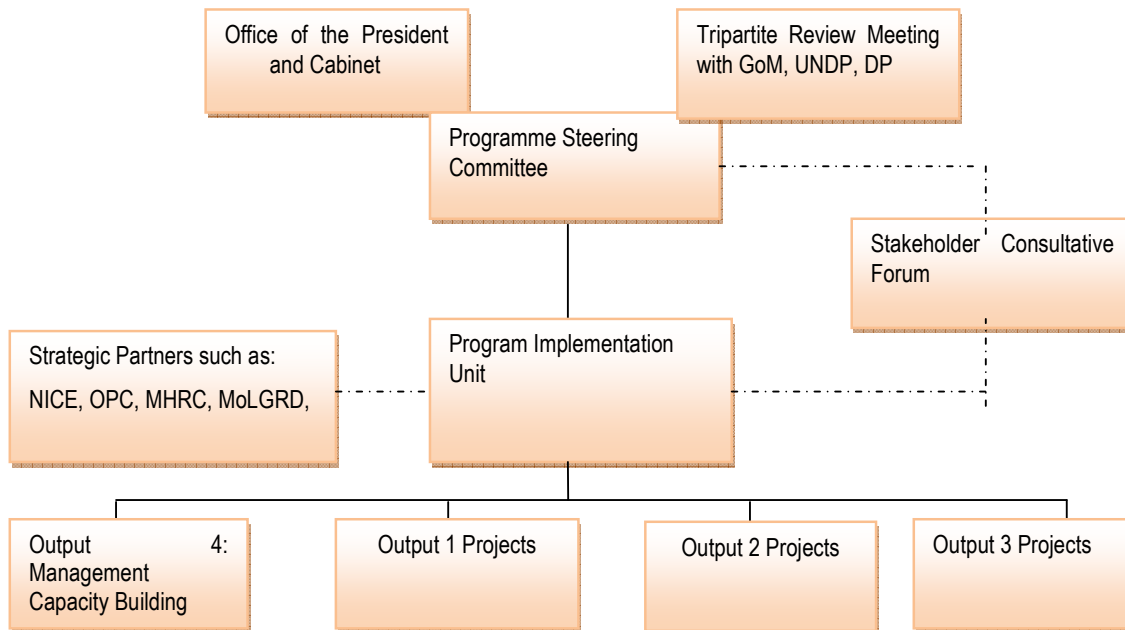 Office of the President
and Cabinet
Tripartite Review Meeting
with GoM, UNDP, DP
Programme Steering
Committee
Stakeholder Consultative
Forum
Strategic Partners such as:
NICE, OPC, MHRC, MoLGRD,
Program Implementation
Unit
Output 4:
Management
Capacity Building
Output 1 Projects
Output 2 Projects
Output 3 Projects